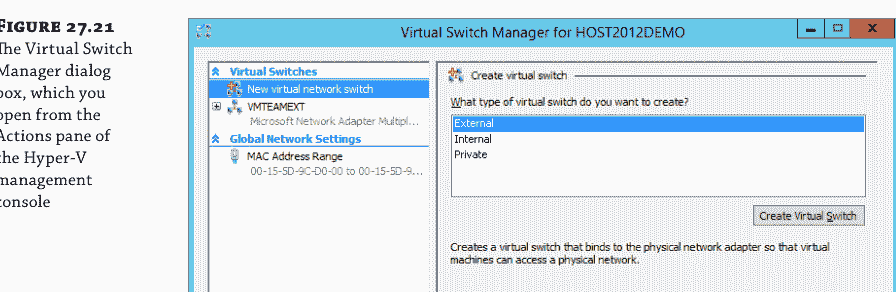 FIGURE 27.21
The Virtual Switch
Manager dialog
box, which you
open from the
Actions pane of
the Hyper-V
management
console
Virtual Switch Manager for HOST2012DEMO
Virtual Switches
New virtual network switch
VMTEAMEXT
Microsoft Network Adapter Multipl...
Global Network Settings
MAC Address Range
00-15-5D-9C-D0-00 to 00-15-5D-9...
Create virtual switch
What type of virtual switch do you want to create?
External
Internal
Private
Create Virtual Switch
Creates a virtual switch that binds to the physical network adapter so that virtual
machines can access a physical network.